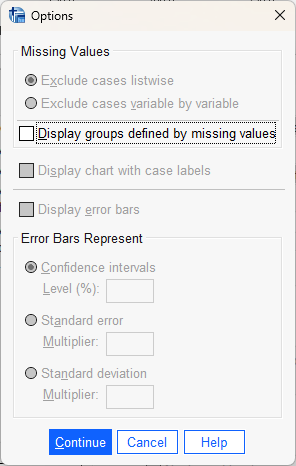 Options
Missing Values
Exclude cases listwise
Exclude cases variable by variable
Display groups defined by missing values
Display chart with case labels
Display error bars
Error Bars Represent
Confidence intervals
Level (%):
Standard error
Multiplier:
Standard deviation
Multiplier:
Continue Cancel Help